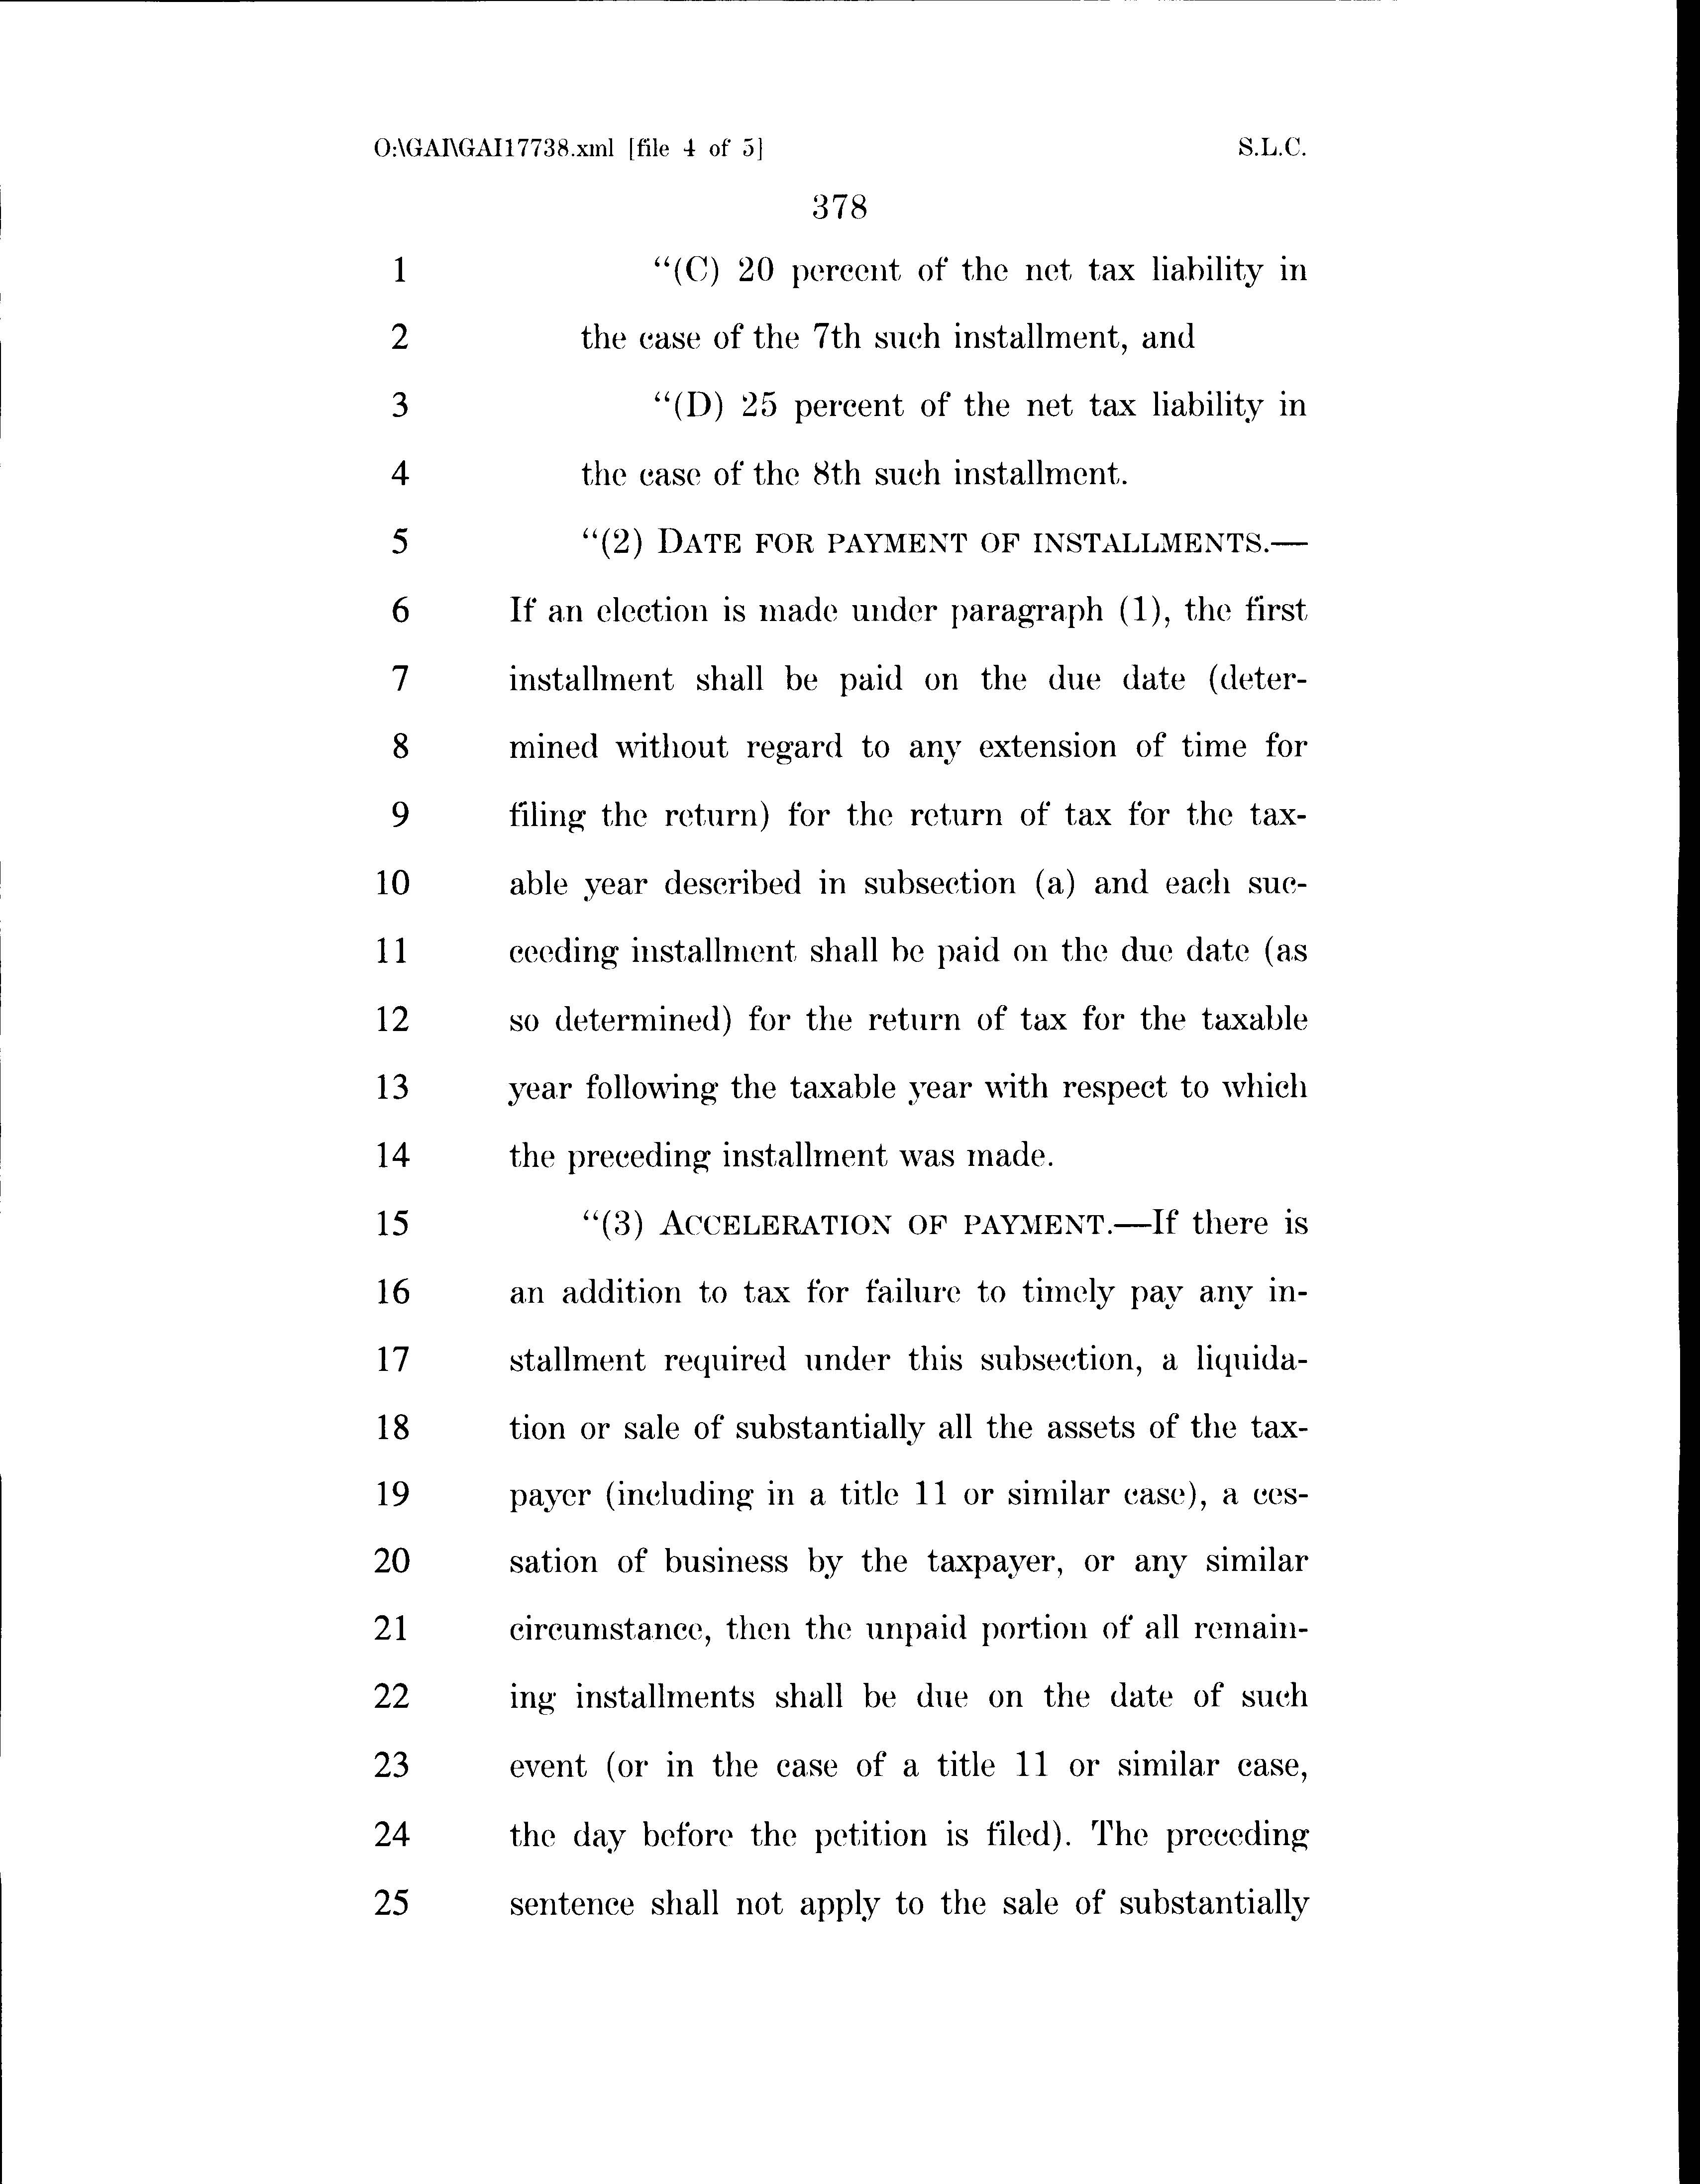 O:\GAI\GAI17738.xml [file 4 of 5] S.L.C.
378
1 “(C) 20 percent of the net tax liability in
2 the case of the 7th such installment, and
3 “(D) 25 percent of the net tax liability in
4 the case of the 8th such installment.
5 “(2) DATE FOR PAYMENT OF INSTALLMENTS.—
6 If an election is made under paragraph (1), the first
7 installment shall be paid on the due date (deter-
8 mined without regard to any extension of time for
9 filing the return) for the return of tax for the tax-
10 able year described in subsection (a) and each suc-
11 ceeding installment shall be paid on the due date (as
12 so determined) for the return of tax for the taxable
13 year following the taxable year with respect to which
14 the preceding installment was made.
15 “(3) ACCELERATION OF PAYMENT.—If there is
16 an addition to tax for failure to timely pay any in-
17 stallment required under this subsection, a liquida-
18 tion or sale of substantially all the assets of the tax-
19 payer (including in a title 11 or similar case), a ces-
20 sation of business by the taxpayer, or any similar
21 circumstance, then the unpaid portion of all remain-
22 ing installments shall be due on the date of such
23 event (or in the case of a title 11 or similar case,
24 the day before the petition is filed). The preceding
25 sentence shall not apply to the sale of substantially